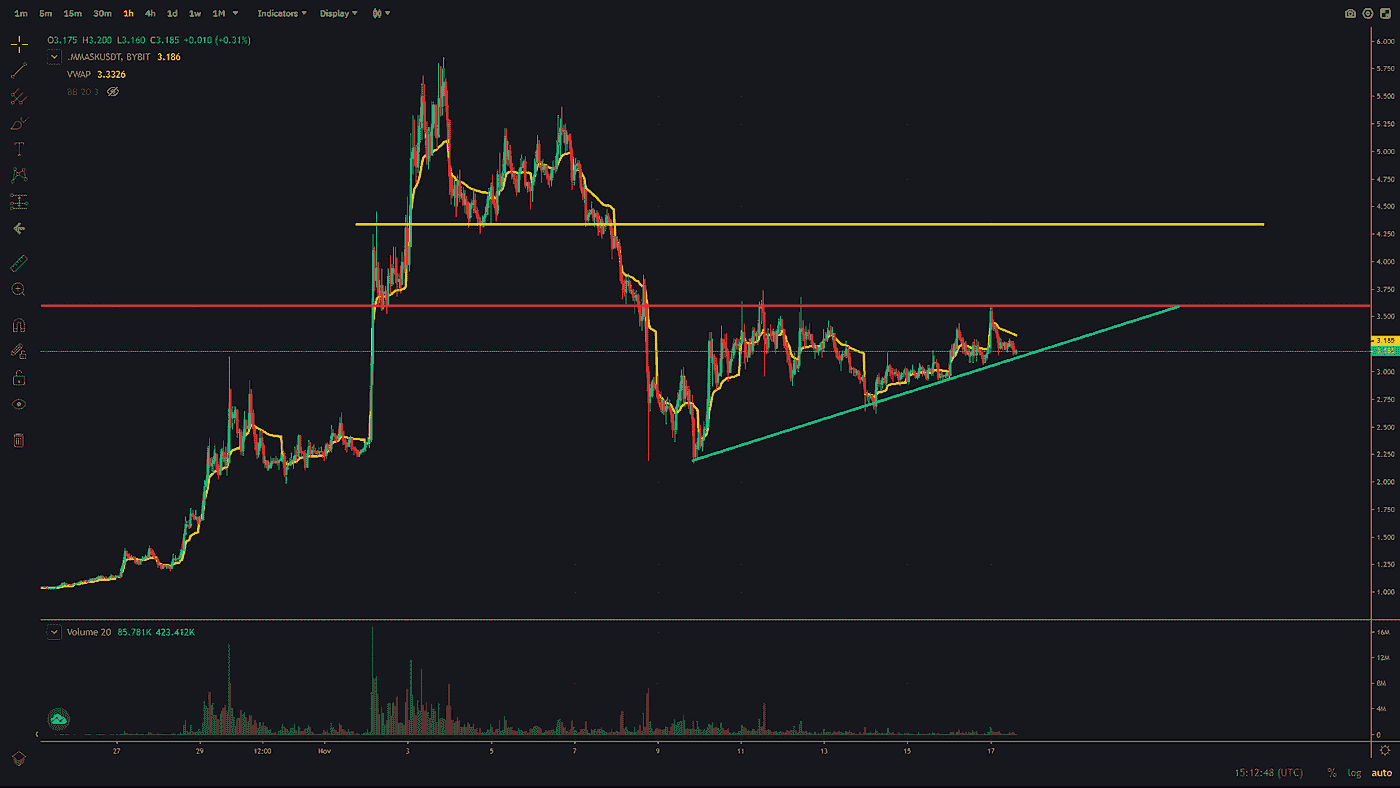 1m 5m 15m 30m 1h 4h 1d 1w 1M Indicators Display
O3.175 H3.200 L3.160 C3.185 +0.010 (+0.31%)
.MMASKUSDT, BYBIT 3.186
VWAP 3.3326
BB 20 3
6.000
5.750
5.500
5.250
5.000
4.750
4.500
4.250
4.000
3.750
3.500
3.185
3.000
2.750
2.500
2.250
2.000
1.750
1.500
1.250
1.000
Volume 20 85.781K 423.412K
16M
12M
8M
4M
0
27 29 12:00 Nov 3 5 7 9 11 13 15 17
15:12:48 (UTC) % log auto